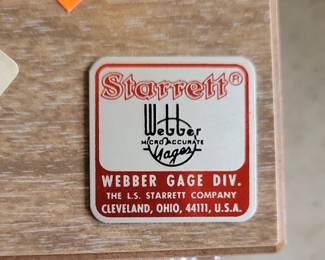 Starrett®
Webber
MICRO ACCURATE
Gages
WEBBER GAGE DIV.
THE L.S. STARRETT COMPANY
CLEVELAND, OHIO, 44111, U.S.A.